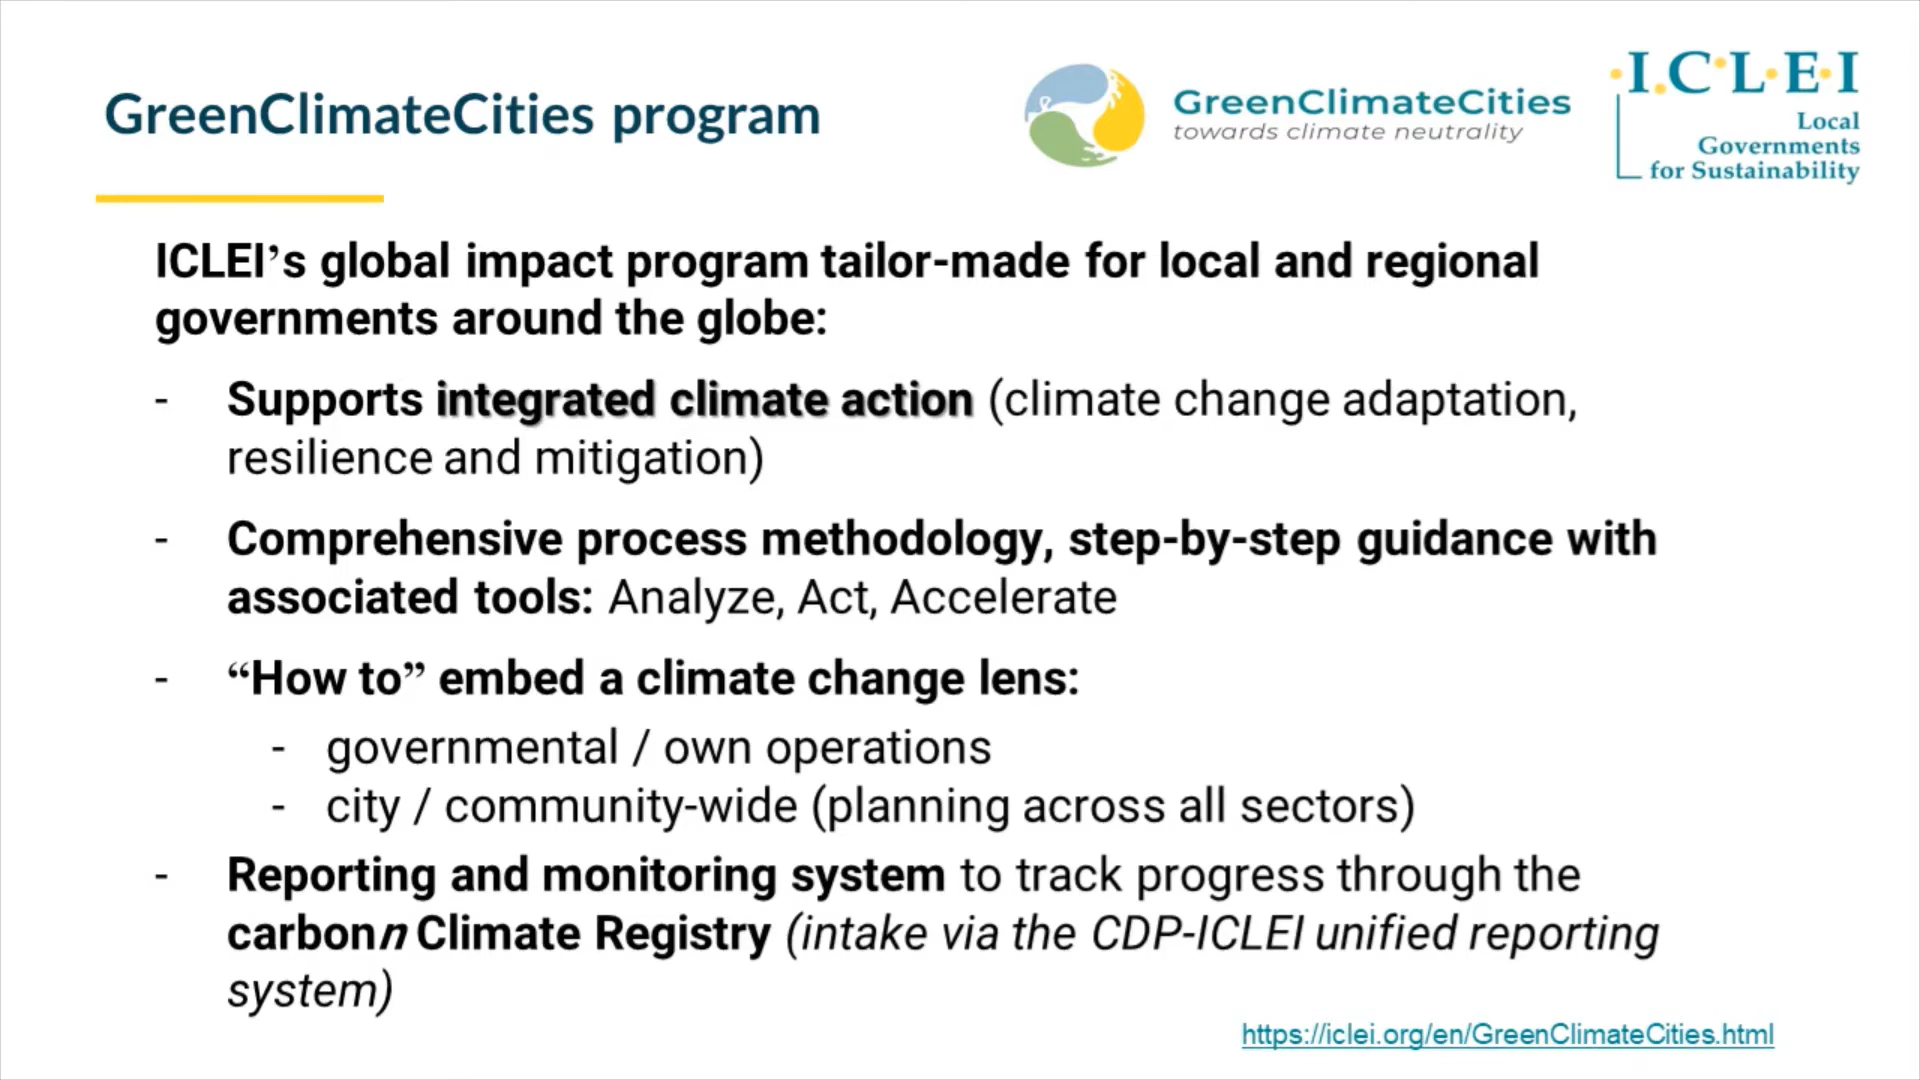 GreenClimateCities program
GreenClimateCities
towards climate neutrality
I.C·L·E·I
Local
Governments
for Sustainability
ICLEI’s global impact program tailor-made for local and regional
governments around the globe:
- Supports integrated climate action (climate change adaptation,
resilience and mitigation)
- Comprehensive process methodology, step-by-step guidance with
associated tools: Analyze, Act, Accelerate
- “How to” embed a climate change lens:
- governmental / own operations
- city / community-wide (planning across all sectors)
- Reporting and monitoring system to track progress through the
carbonn Climate Registry (intake via the CDP-ICLEI unified reporting
system)
https://iclei.org/en/GreenClimateCities.html